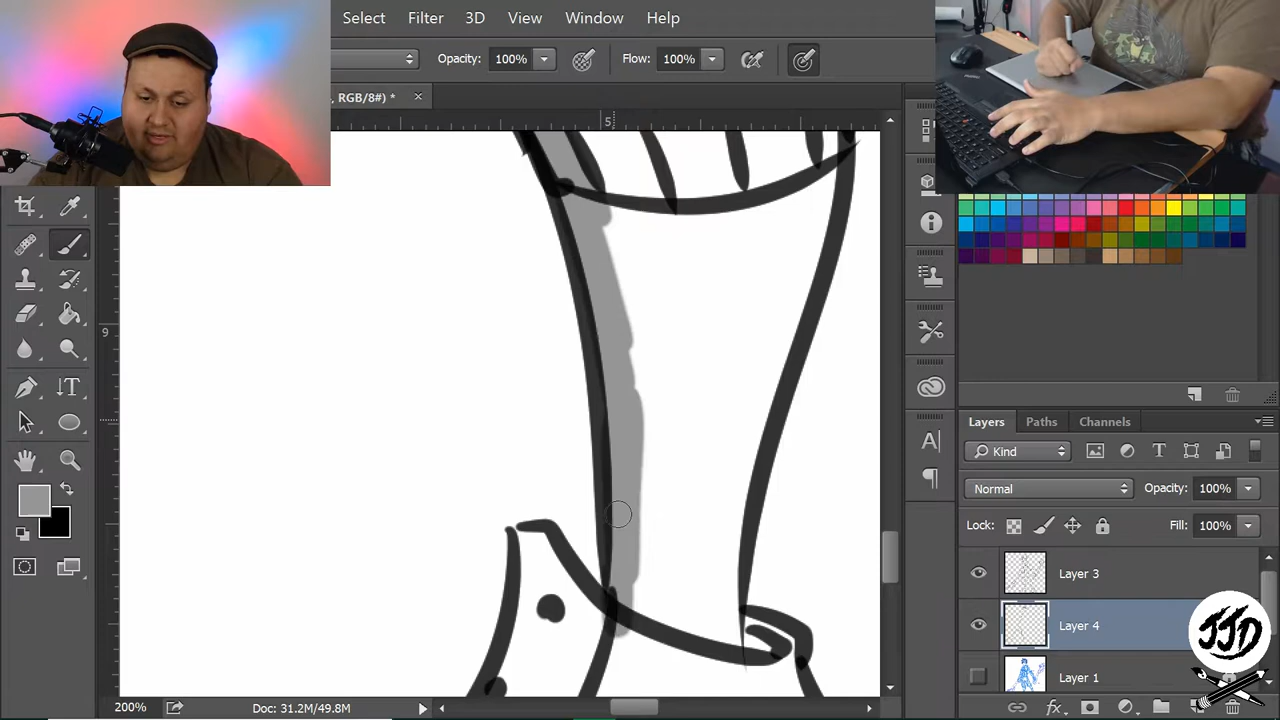 Select Filter 3D View Window Help
Opacity: 100% Flow: 100%
, RGB/8#) * ×
5
9
T
A
Layers Paths Channels
Kind
Normal Opacity: 100%
Lock: Fill: 100%
Layer 3
Layer 4
Layer 1
JJD
fx
200% Doc: 31.2M/49.8M